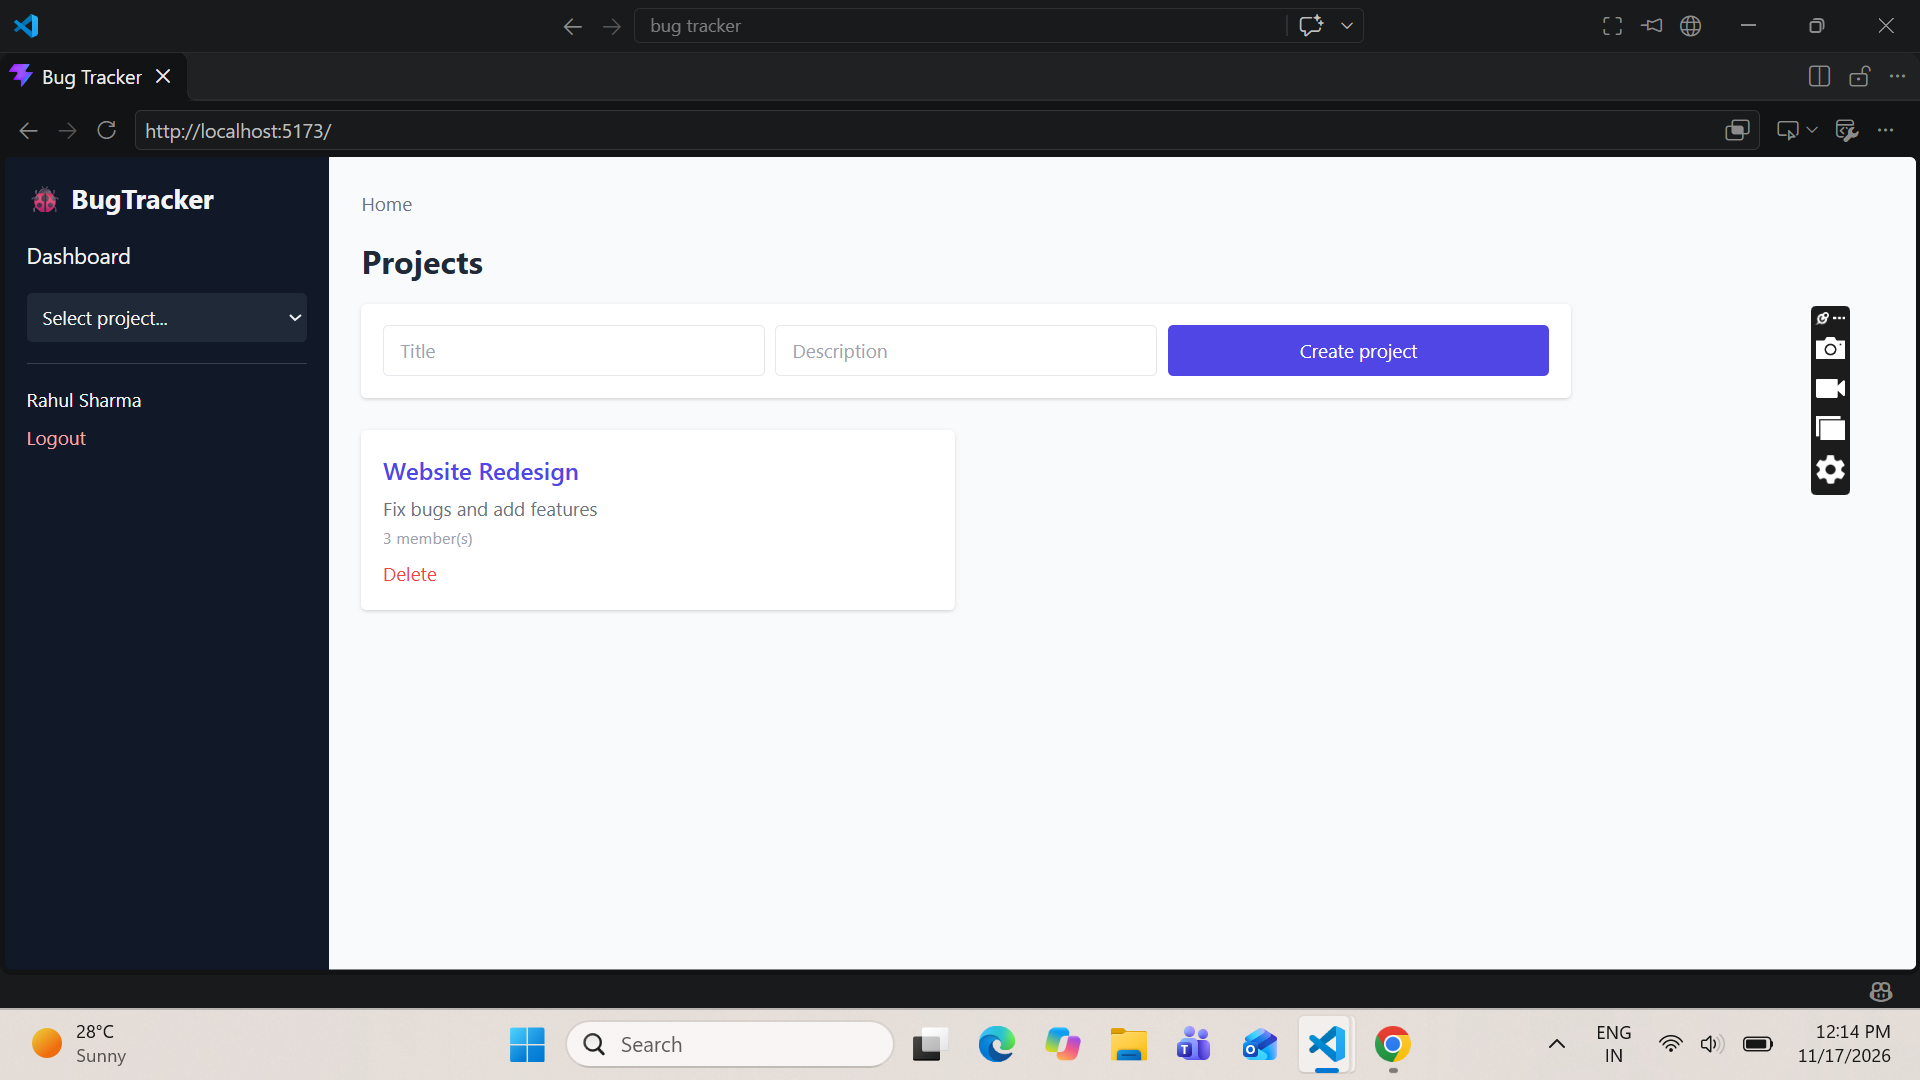 bug tracker
Bug Tracker
http://localhost:5173/
BugTracker
Dashboard
Select project...
Rahul Sharma
Logout
Home
Projects
Title
Description
Create project
Website Redesign
Fix bugs and add features
3 member(s)
Delete
28°C
Sunny
Search
ENG
IN
12:14 PM
11/17/2026